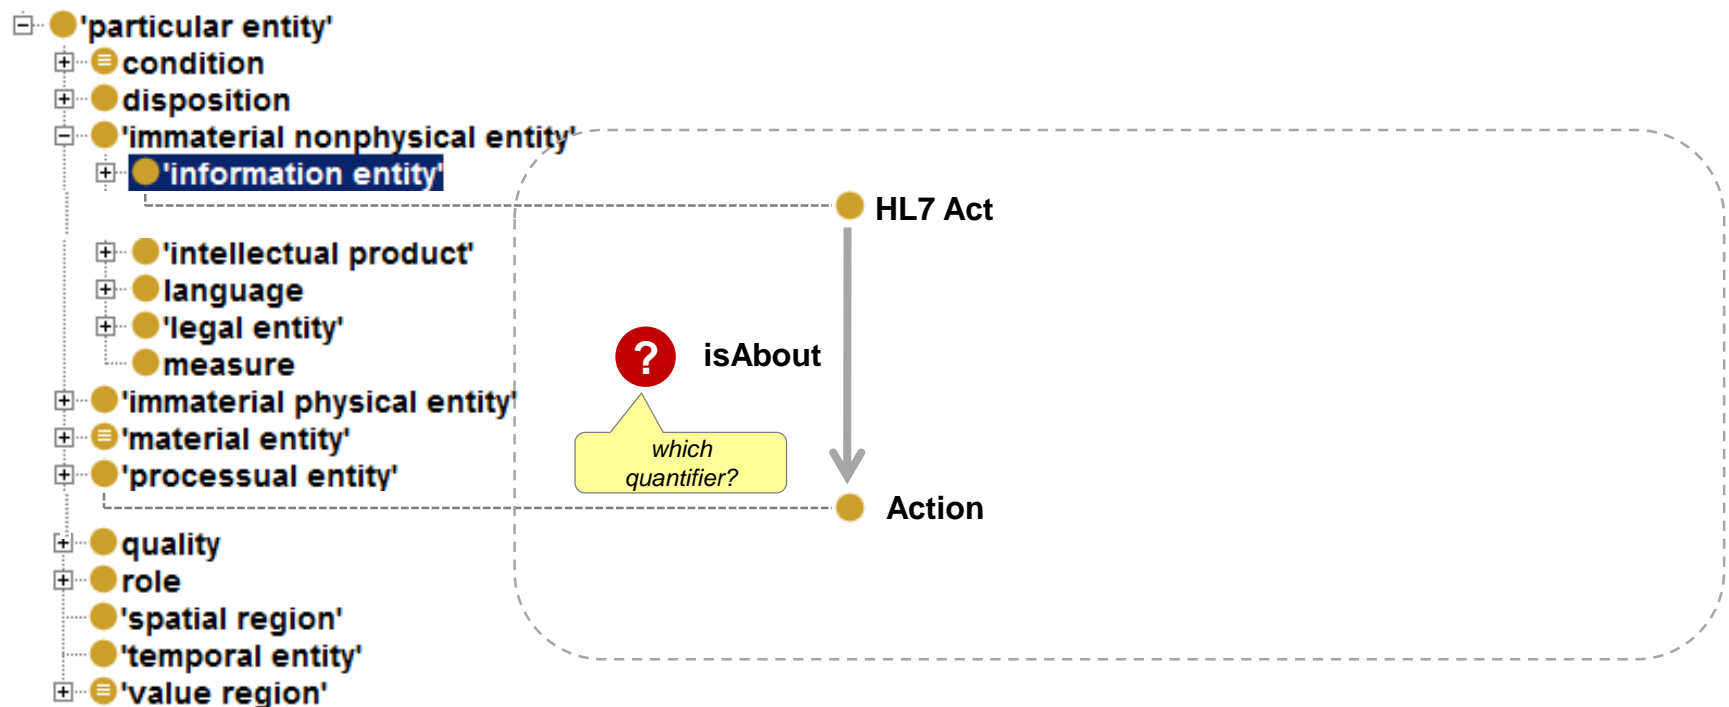 'particular entity'
condition
disposition
'immaterial nonphysical entity'
'information entity'
HL7 Act
'intellectual product'
language
'legal entity'
measure
? isAbout
'immaterial physical entity'
'material entity'
which
quantifier?
'processual entity'
Action
quality
role
'spatial region'
'temporal entity'
'value region'